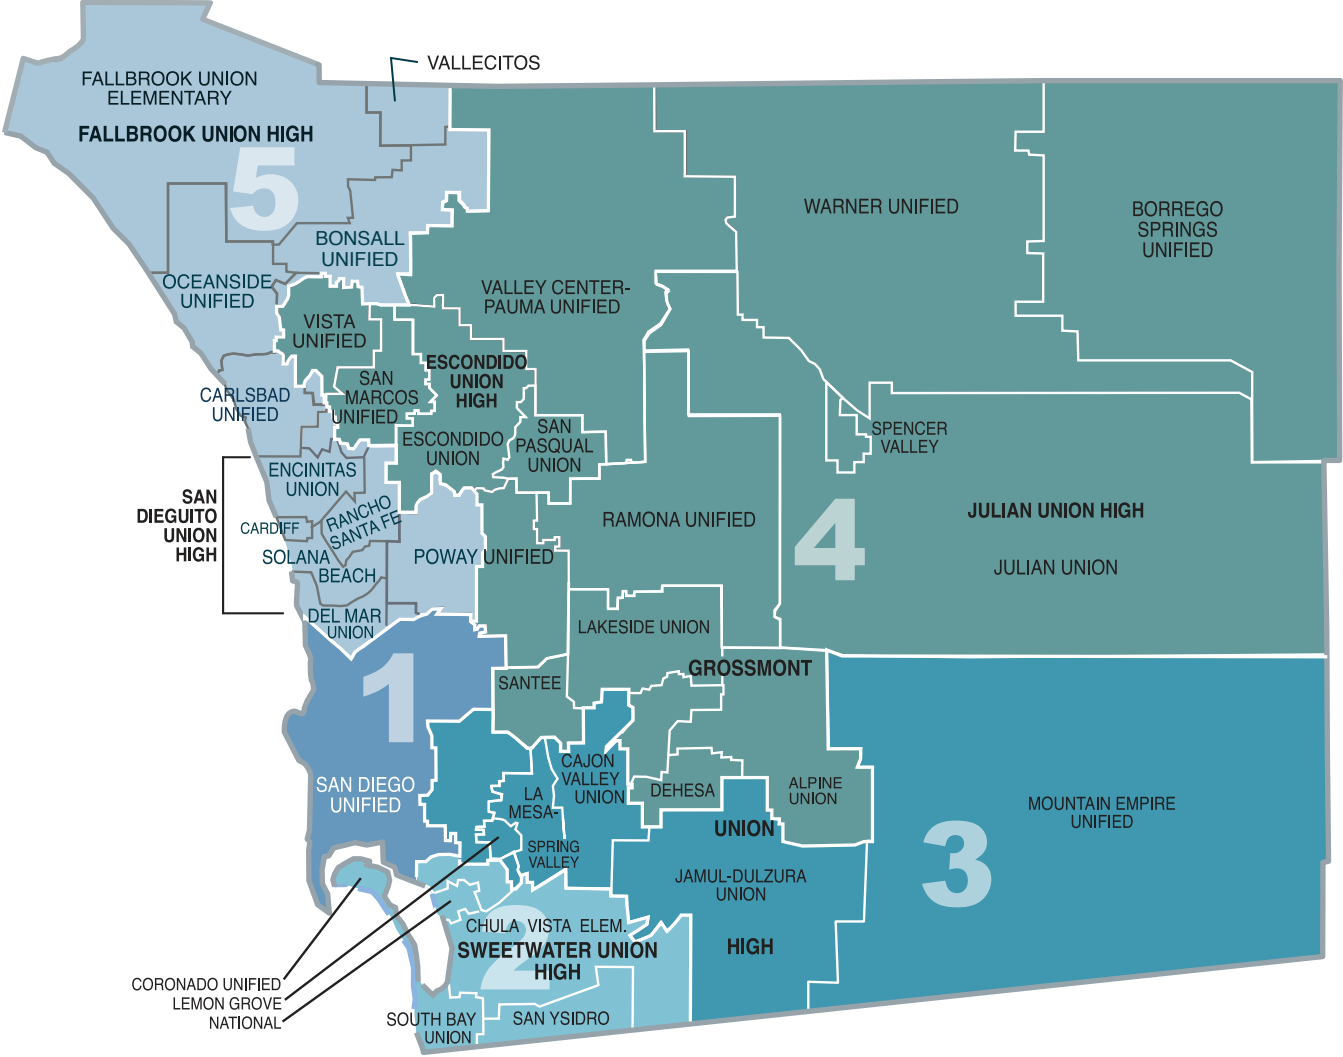 VALLECITOS
FALLBROOK UNION
ELEMENTARY
FALLBROOK UNION HIGH
5
BONSALL
UNIFIED
OCEANSIDE
UNIFIED
VISTA
UNIFIED
VALLEY CENTER-
PAUMA UNIFIED
WARNER UNIFIED
BORREGO
SPRINGS
UNIFIED
CARLSBAD
UNIFIED
SAN
MARCOS
UNIFIED
ESCONDIDO
UNION
HIGH
ESCONDIDO
UNION
SAN
PASQUAL
UNION
SPENCER
VALLEY
SAN
DIEGUITO
UNION
HIGH
ENCINITAS
UNION
CARDIFF
RANCHO
SANTA FE
SOLANA
BEACH
DEL MAR
UNION
POWAY UNIFIED
RAMONA UNIFIED
4
JULIAN UNION HIGH
JULIAN UNION
LAKESIDE UNION
GROSSMONT
SANTEE
1
SAN DIEGO
UNIFIED
CAJON
VALLEY
UNION
LA
MESA-
SPRING
VALLEY
DEHESA
ALPINE
UNION
UNION
JAMUL-DULZURA
UNION
HIGH
MOUNTAIN EMPIRE
UNIFIED
3
2
CHULA VISTA ELEM.
SWEETWATER UNION
HIGH
CORONADO UNIFIED
LEMON GROVE
NATIONAL
SOUTH BAY
UNION
SAN YSIDRO